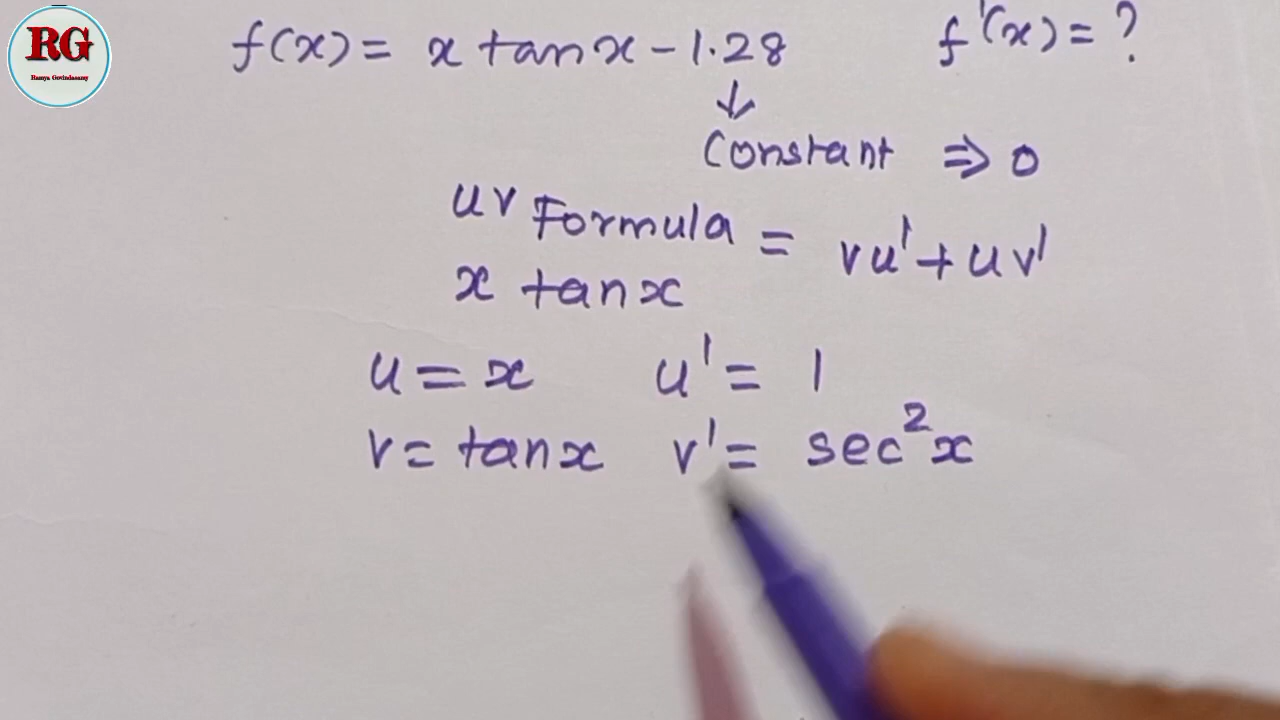 RG
Ramya Govindasamy
f(x) = x tanx - 1.28 f'(x) = ?
↓
Constant ⇒ 0
uv Formula = vu' + uv'
x tanx
u = x u' = 1
v = tanx v' = sec²x